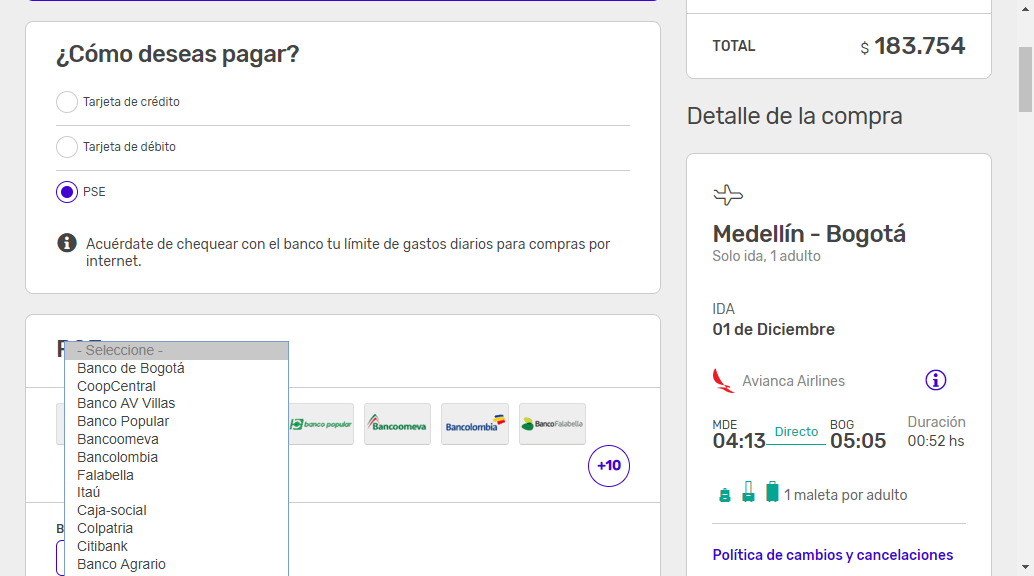 ¿Cómo deseas pagar?
Tarjeta de crédito
Tarjeta de débito
PSE
Acuérdate de chequear con el banco tu límite de gastos diarios para compras por
internet.
- Seleccione -
Banco de Bogotá
CoopCentral
Banco AV Villas
Banco Popular
Bancoomeva
Bancolombia
Falabella
Itaú
Caja-social
Colpatria
Citibank
Banco Agrario
banco popular
Bancoomeva
Bancolombia
Banco Falabella
+10
TOTAL
$ 183.754
Detalle de la compra
Medellín - Bogotá
Solo ida, 1 adulto
IDA
01 de Diciembre
Avianca Airlines
MDE
04:13
Directo
BOG
05:05
Duración
00:52 hs
1 maleta por adulto
Política de cambios y cancelaciones